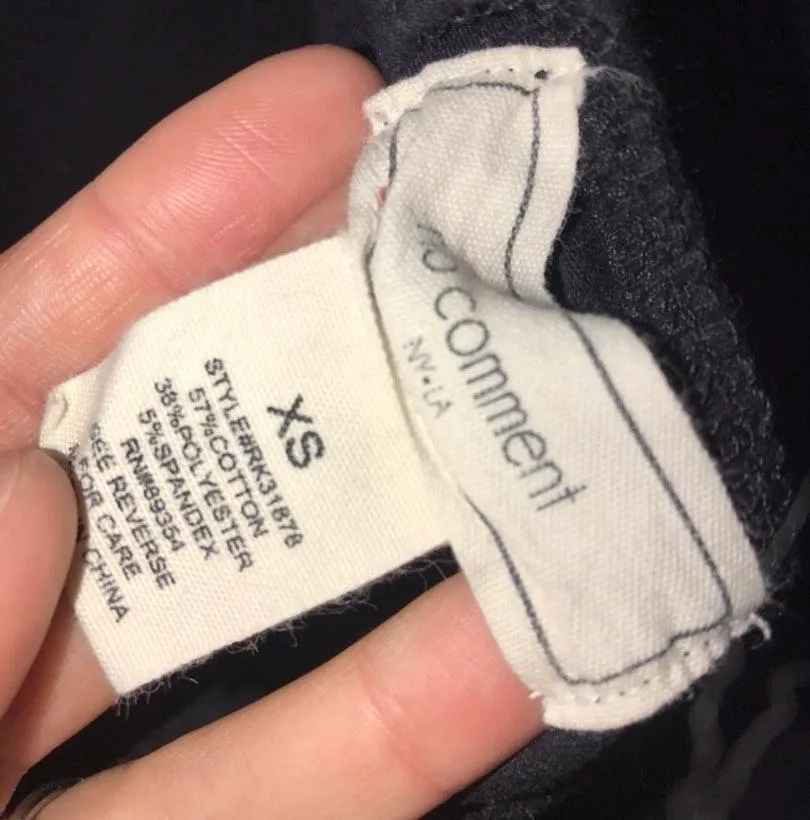 no comment
NY•LA
XS
STYLE#RK31878
57%COTTON
38%POLYESTER
5%SPANDEX
RN#89354
SEE REVERSE
FOR CARE
CHINA